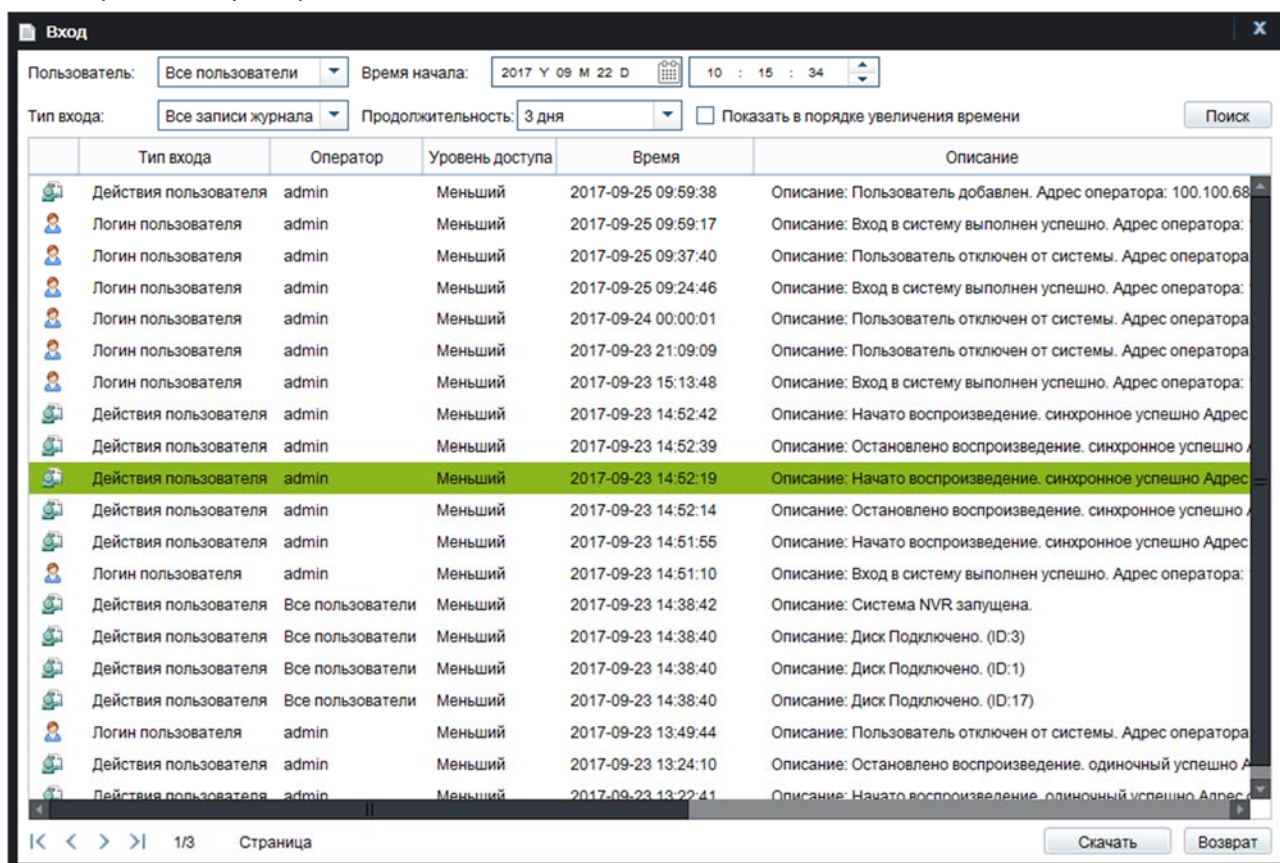 Вход x
Пользователь: Все пользователи Время начала: 2017 Y 09 M 22 D 10 : 15 : 34
Тип входа: Все записи журнала Продолжительность: 3 дня Показать в порядке увеличения времени Поиск
Тип входа Оператор Уровень доступа Время Описание
Действия пользователя admin Меньший 2017-09-25 09:59:38 Описание: Пользователь добавлен. Адрес оператора: 100.100.68
Логин пользователя admin Меньший 2017-09-25 09:59:17 Описание: Вход в систему выполнен успешно. Адрес оператора:
Логин пользователя admin Меньший 2017-09-25 09:37:40 Описание: Пользователь отключен от системы. Адрес оператора
Логин пользователя admin Меньший 2017-09-25 09:24:46 Описание: Вход в систему выполнен успешно. Адрес оператора:
Логин пользователя admin Меньший 2017-09-24 00:00:01 Описание: Пользователь отключен от системы. Адрес оператора
Логин пользователя admin Меньший 2017-09-23 21:09:09 Описание: Пользователь отключен от системы. Адрес оператора
Логин пользователя admin Меньший 2017-09-23 15:13:48 Описание: Вход в систему выполнен успешно. Адрес оператора:
Действия пользователя admin Меньший 2017-09-23 14:52:42 Описание: Начато воспроизведение. синхронное успешно Адрес
Действия пользователя admin Меньший 2017-09-23 14:52:39 Описание: Остановлено воспроизведение. синхронное успешно
Действия пользователя admin Меньший 2017-09-23 14:52:19 Описание: Начато воспроизведение. синхронное успешно Адрес
Действия пользователя admin Меньший 2017-09-23 14:52:14 Описание: Остановлено воспроизведение. синхронное успешно
Действия пользователя admin Меньший 2017-09-23 14:51:55 Описание: Начато воспроизведение. синхронное успешно Адрес
Логин пользователя admin Меньший 2017-09-23 14:51:10 Описание: Вход в систему выполнен успешно. Адрес оператора:
Действия пользователя Все пользователи Меньший 2017-09-23 14:38:42 Описание: Система NVR запущена.
Действия пользователя Все пользователи Меньший 2017-09-23 14:38:40 Описание: Диск Подключено. (ID:3)
Действия пользователя Все пользователи Меньший 2017-09-23 14:38:40 Описание: Диск Подключено. (ID:1)
Действия пользователя Все пользователи Меньший 2017-09-23 14:38:40 Описание: Диск Подключено. (ID:17)
Логин пользователя admin Меньший 2017-09-23 13:49:44 Описание: Пользователь отключен от системы. Адрес оператора
Действия пользователя admin Меньший 2017-09-23 13:24:10 Описание: Остановлено воспроизведение. одиночный успешно А
Действия пользователя admin Меньший 2017-09-23 13:22:41 Описание: Начато воспроизведение. одиночный успешно Адрес
1/3 Страница Скачать Возврат